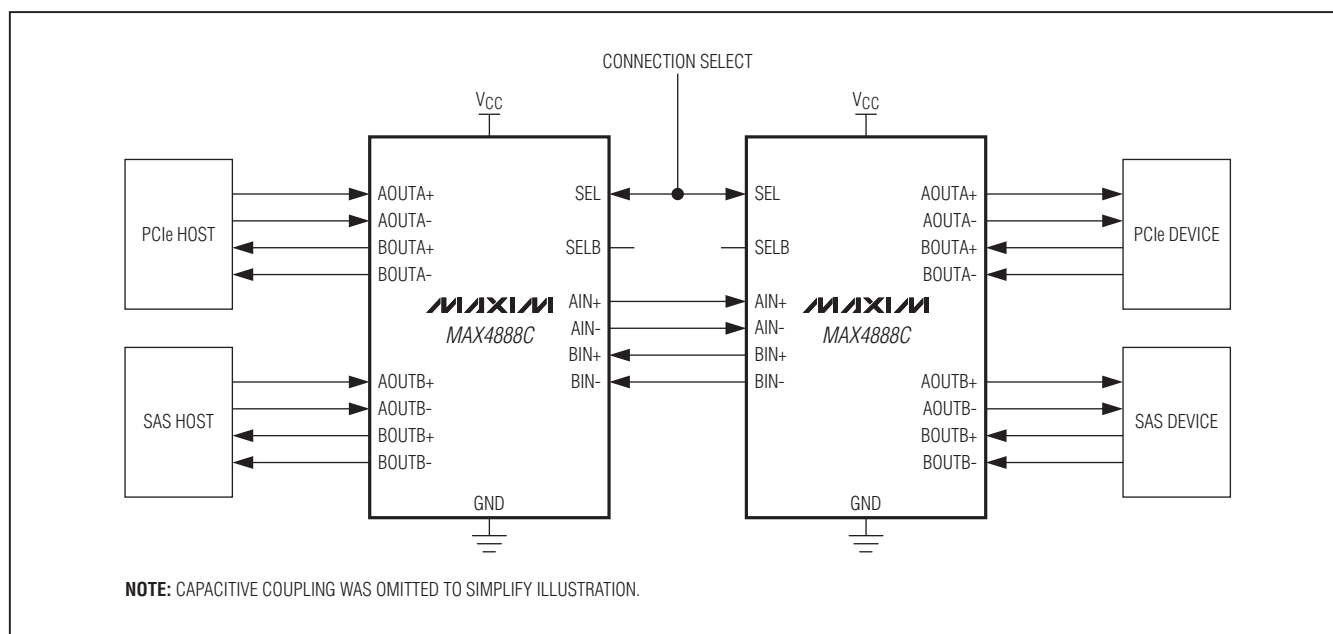 CONNECTION SELECT
VCC
VCC
PCIe HOST
AOUTA+
AOUTA-
BOUTA+
BOUTA-
SEL
SELB
SEL
SELB
AOUTA+
AOUTA-
BOUTA+
BOUTA-
PCIe DEVICE
MAXIM
MAX4888C
AIN+
AIN-
BIN+
BIN-
AIN+
AIN-
BIN+
BIN-
MAXIM
MAX4888C
SAS HOST
AOUTB+
AOUTB-
BOUTB+
BOUTB-
AOUTB+
AOUTB-
BOUTB+
BOUTB-
SAS DEVICE
GND
GND
NOTE: CAPACITIVE COUPLING WAS OMITTED TO SIMPLIFY ILLUSTRATION.